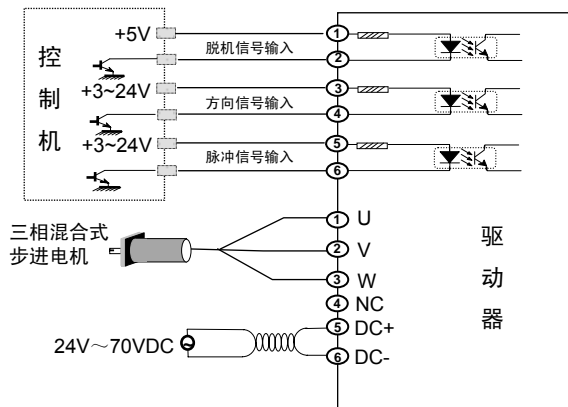 控制机
+5V
脱机信号输入
+3~24V
方向信号输入
+3~24V
脉冲信号输入
1
2
3
4
5
6
三相混合式
步进电机
24V～70VDC
1 U
2 V
3 W
4 NC
5 DC+
6 DC-
驱动器